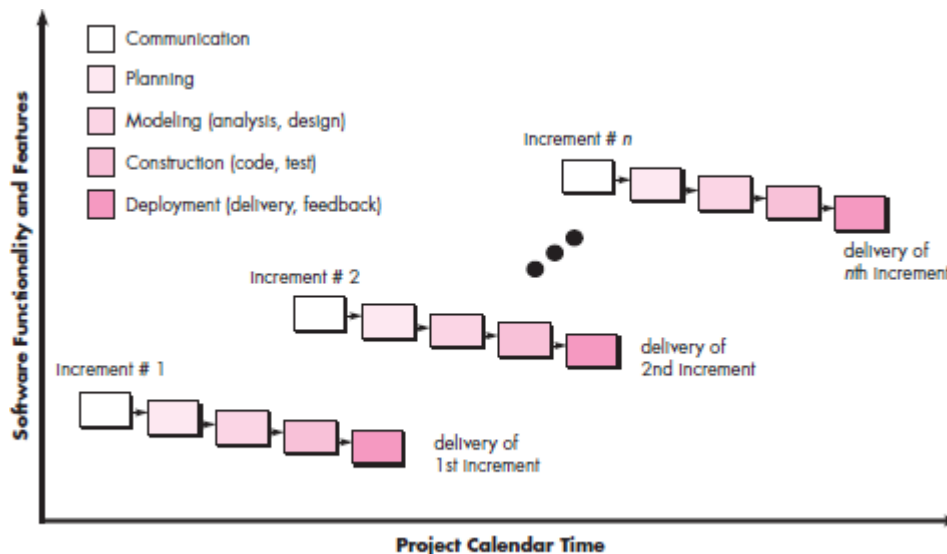 Software Functionality and Features
Communication
Planning
Modeling (analysis, design)
Construction (code, test)
Deployment (delivery, feedback)
Increment # n
delivery of
nth increment
Increment # 2
delivery of
2nd increment
Increment # 1
delivery of
1st increment
Project Calendar Time